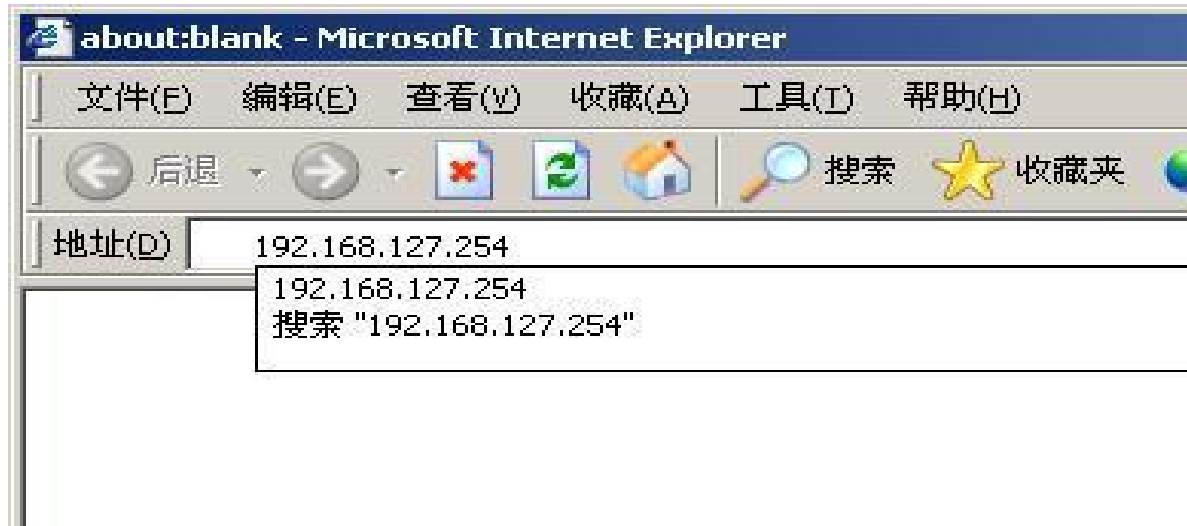 about:blank - Microsoft Internet Explorer
文件(F) 编辑(E) 查看(V) 收藏(A) 工具(T) 帮助(H)
后退 搜索 收藏夹
地址(D) 192.168.127.254
192.168.127.254
搜索 "192.168.127.254"